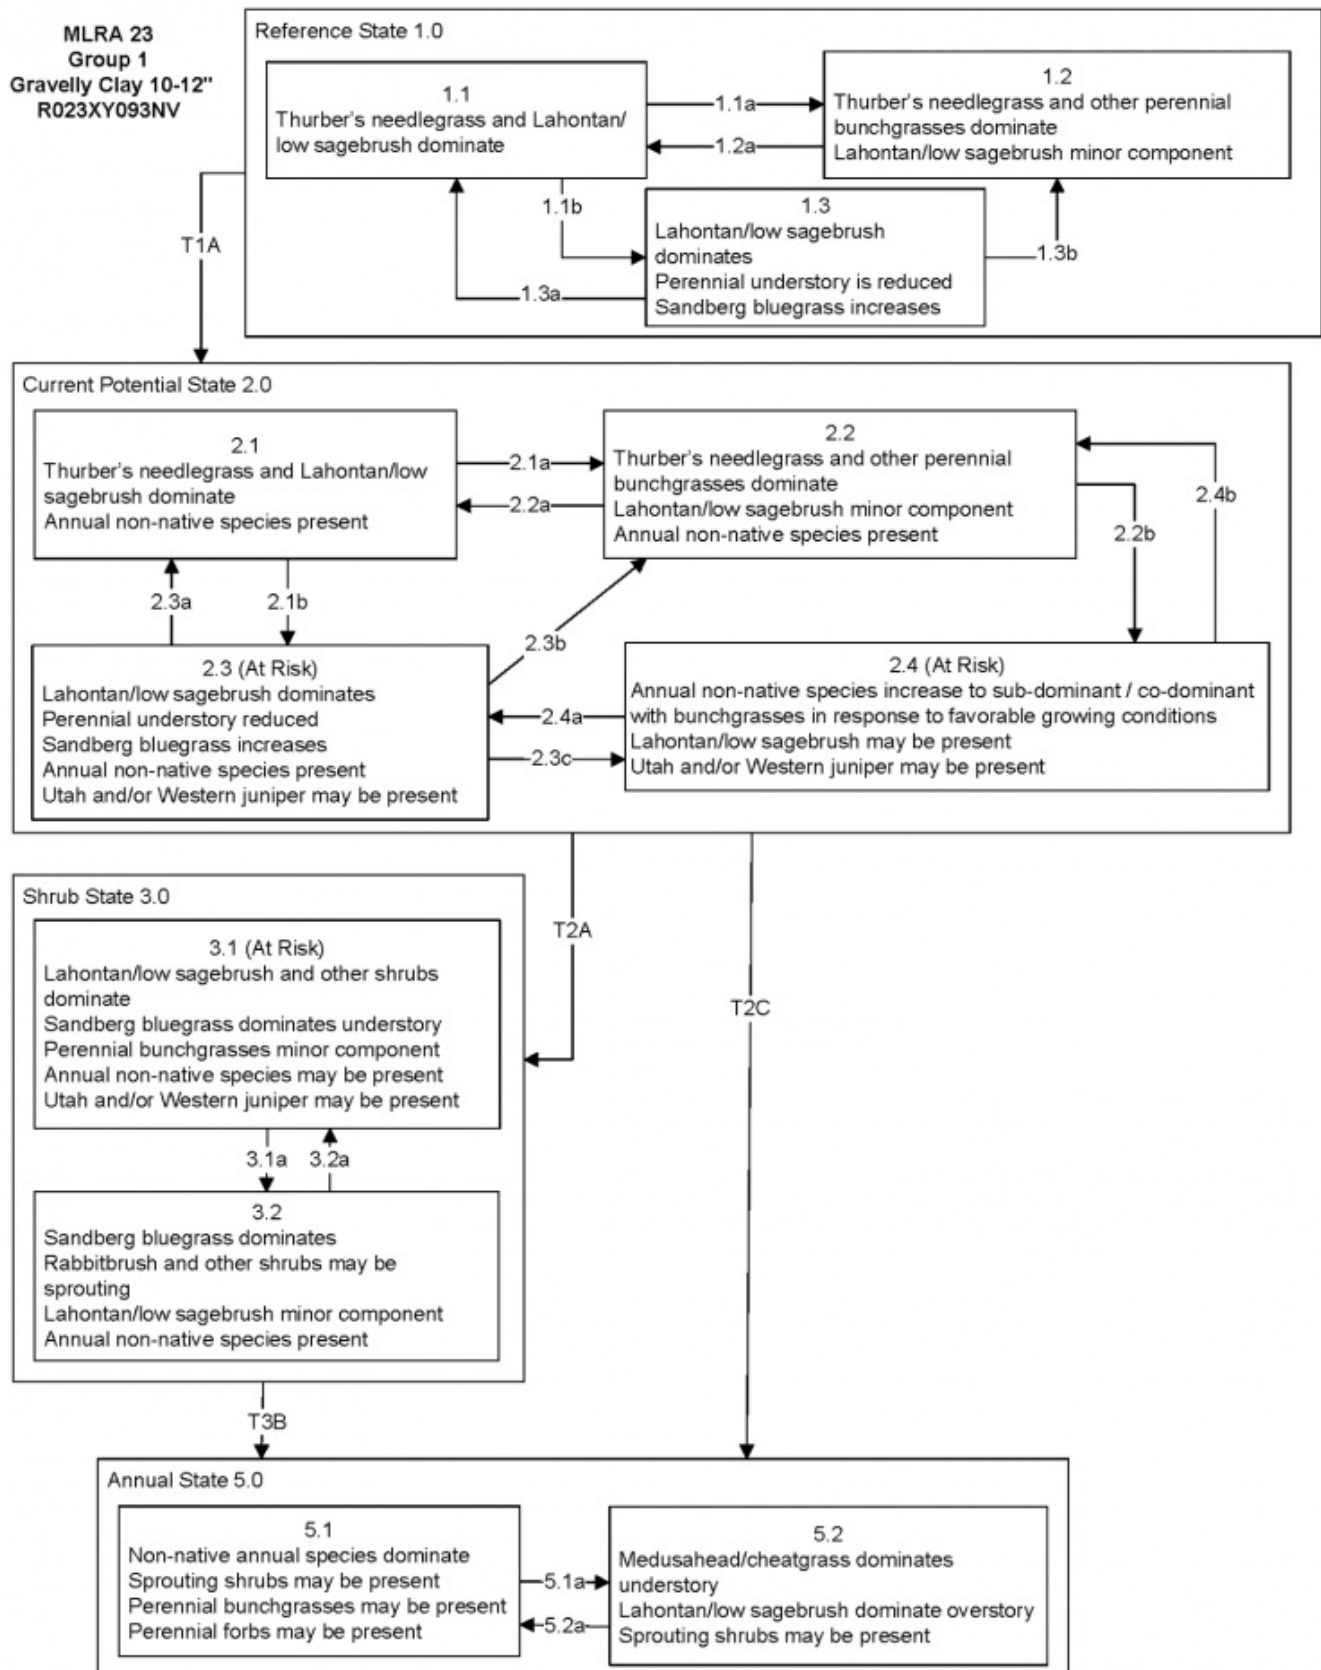 MLRA 23
Group 1
Gravelly Clay 10-12"
R023XY093NV
Reference State 1.0
1.1
Thurber's needlegrass and Lahontan/
low sagebrush dominate
1.1a
1.2a
1.2
Thurber's needlegrass and other perennial
bunchgrasses dominate
Lahontan/low sagebrush minor component
1.1b
1.3
Lahontan/low sagebrush
dominates
Perennial understory is reduced
Sandberg bluegrass increases
1.3a
1.3b
T1A
Current Potential State 2.0
2.1
Thurber's needlegrass and Lahontan/low
sagebrush dominate
Annual non-native species present
2.1a
2.2a
2.2
Thurber's needlegrass and other perennial
bunchgrasses dominate
Lahontan/low sagebrush minor component
Annual non-native species present
2.4b
2.2b
2.3a
2.1b
2.3b
2.3 (At Risk)
Lahontan/low sagebrush dominates
Perennial understory reduced
Sandberg bluegrass increases
Annual non-native species present
Utah and/or Western juniper may be present
2.4a
2.3c
2.4 (At Risk)
Annual non-native species increase to sub-dominant / co-dominant
with bunchgrasses in response to favorable growing conditions
Lahontan/low sagebrush may be present
Utah and/or Western juniper may be present
Shrub State 3.0
3.1 (At Risk)
Lahontan/low sagebrush and other shrubs
dominate
Sandberg bluegrass dominates understory
Perennial bunchgrasses minor component
Annual non-native species may be present
Utah and/or Western juniper may be present
T2A
T2C
3.1a
3.2a
3.2
Sandberg bluegrass dominates
Rabbitbrush and other shrubs may be
sprouting
Lahontan/low sagebrush minor component
Annual non-native species present
T3B
Annual State 5.0
5.1
Non-native annual species dominate
Sprouting shrubs may be present
Perennial bunchgrasses may be present
Perennial forbs may be present
5.1a
5.2a
5.2
Medusahead/cheatgrass dominates
understory
Lahontan/low sagebrush dominate overstory
Sprouting shrubs may be present